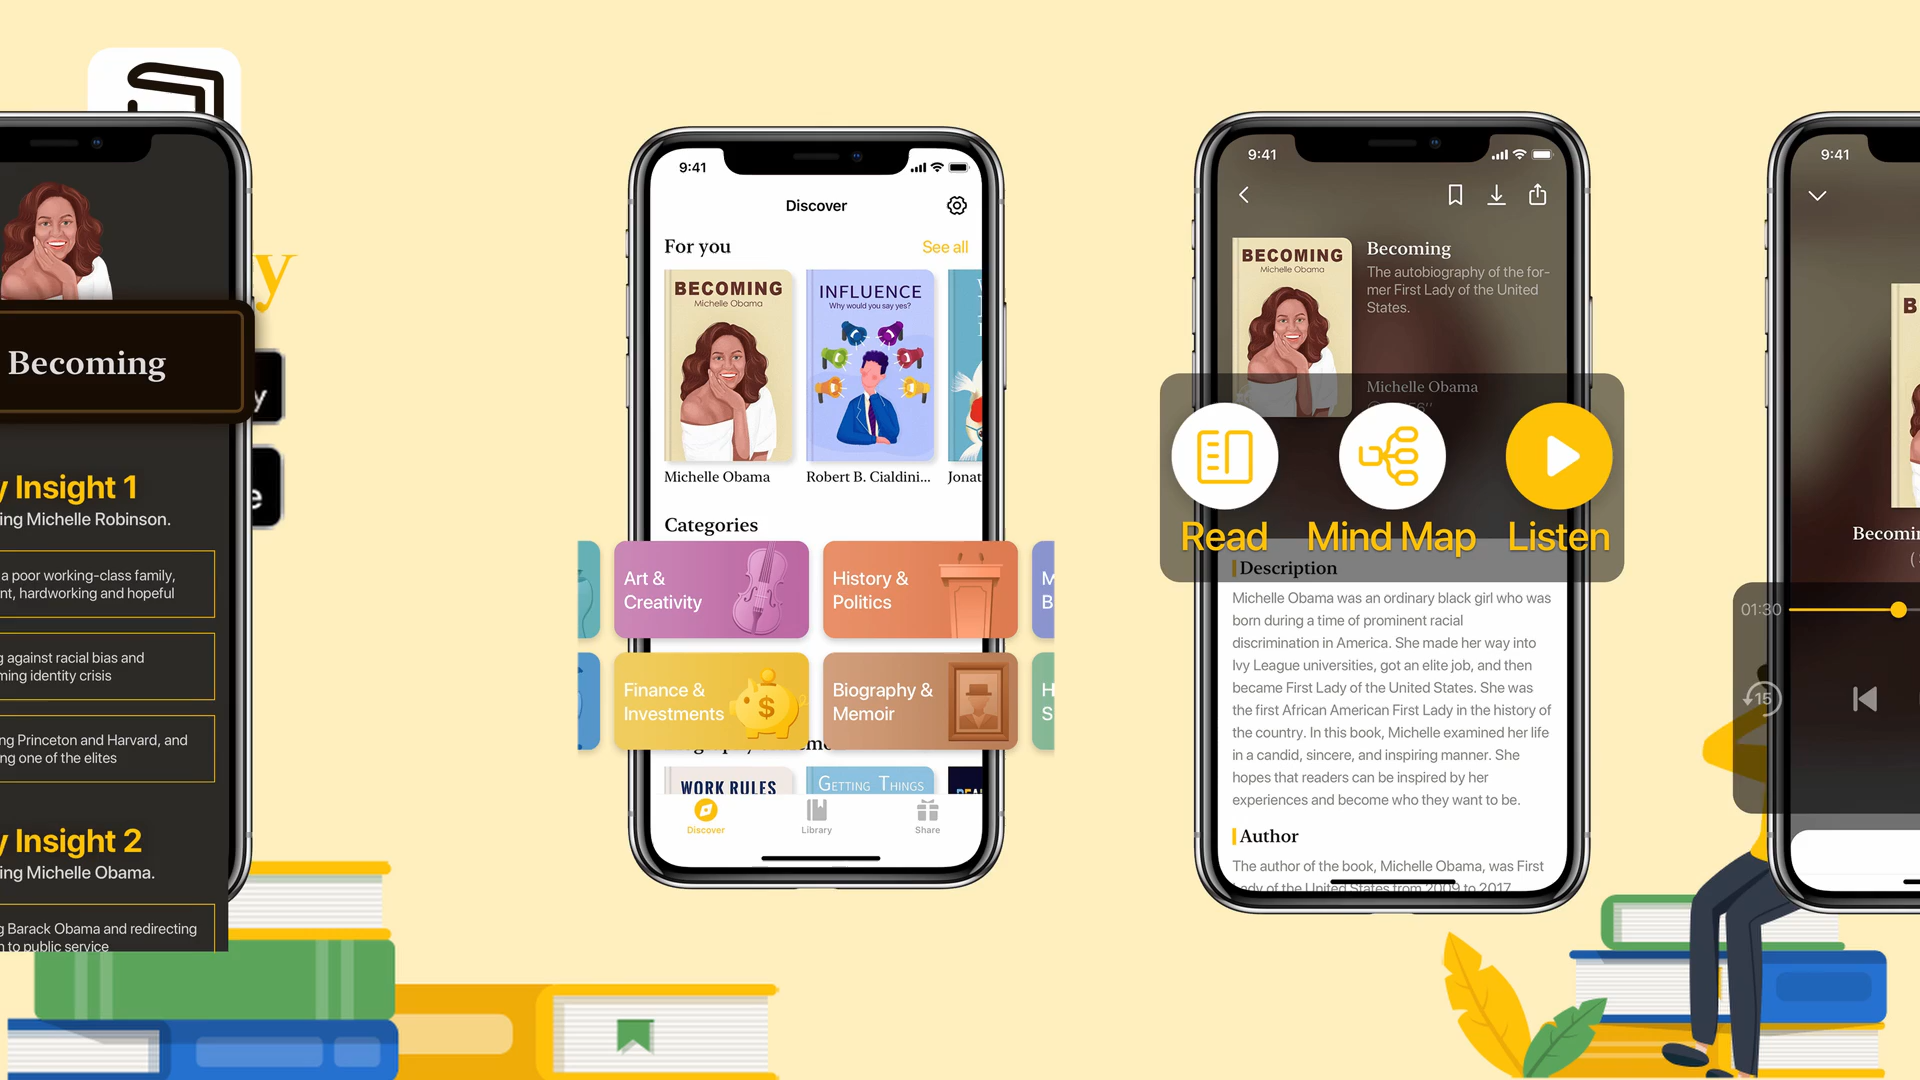 y
y
e
Becoming
y Insight 1
ing Michelle Robinson.
a poor working-class family,
nt, hardworking and hopeful
g against racial bias and
ming identity crisis
ng Princeton and Harvard, and
ng one of the elites
y Insight 2
ing Michelle Obama.
g Barack Obama and redirecting
n to public service
9:41
Discover
For you
See all
BECOMING
Michelle Obama
INFLUENCE
Why would you say yes?
Michelle Obama
Robert B. Cialdini...
Jonat
Categories
Art &
Creativity
History &
Politics
M
B
Finance &
Investments
$
Biography &
Memoir
H
S
WORK RULES
GETTING THINGS
Discover
Library
Share
9:41
BECOMING
Michelle Obama
Becoming
The autobiography of the for-
mer First Lady of the United
States.
Michelle Obama
Read
Mind Map
Listen
Description
Michelle Obama was an ordinary black girl who was
born during a time of prominent racial
discrimination in America. She made her way into
Ivy League universities, got an elite job, and then
became First Lady of the United States. She was
the first African American First Lady in the history of
the country. In this book, Michelle examined her life
in a candid, sincere, and inspiring manner. She
hopes that readers can be inspired by her
experiences and become who they want to be.
Author
The author of the book, Michelle Obama, was First
Lady of the United States from 2009 to 2017
9:41
B
Becomin
(
01:30
15